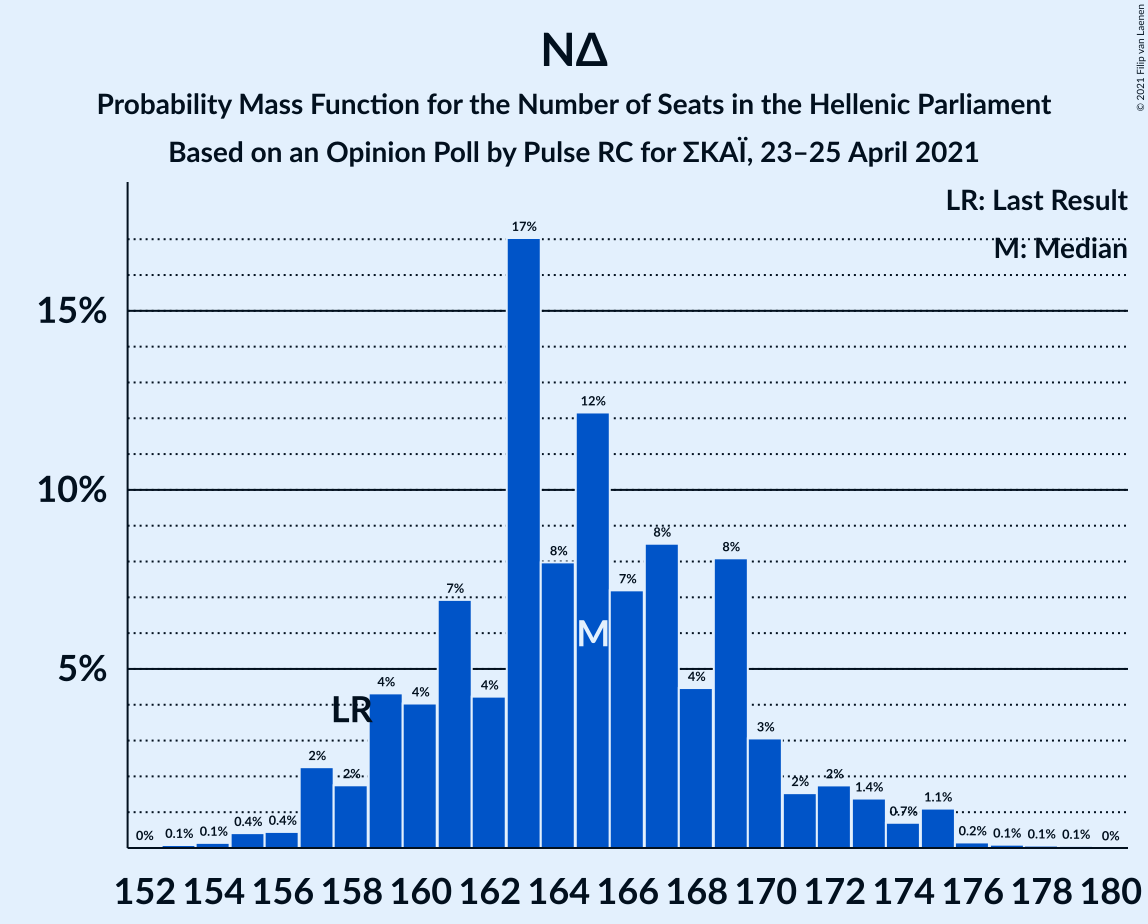 ΝΔ
Probability Mass Function for the Number of Seats in the Hellenic Parliament
Based on an Opinion Poll by Pulse RC for ΣΚΑΪ, 23–25 April 2021
© 2021 Filip van Laenen
LR: Last Result
M: Median
15%
10%
5%
0% 0.1% 0.1% 0.4% 0.4% 2% 2% 4% 4% 7% 4% 17% 8% 12% 7% 8% 4% 8% 3% 2% 2% 1.4% 0.7% 1.1% 0.2% 0.1% 0.1% 0.1% 0%
LR
M
152 154 156 158 160 162 164 166 168 170 172 174 176 178 180